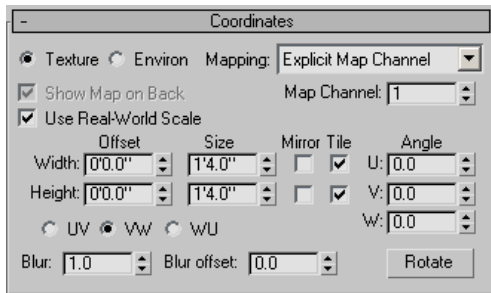 - Coordinates
Texture Environ Mapping: Explicit Map Channel
Show Map on Back Map Channel: 1
Use Real-World Scale
Offset Size Mirror Tile Angle
Width: 0'0.0" 1'4.0" U: 0.0
Height: 0'0.0" 1'4.0" V: 0.0
UV VW WU W: 0.0
Blur: 1.0 Blur offset: 0.0 Rotate